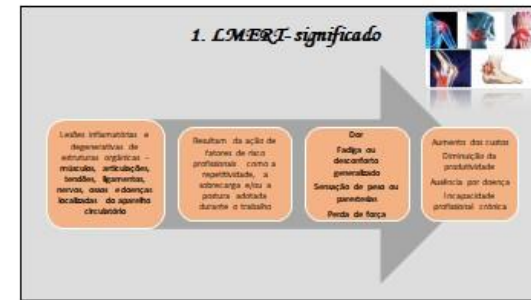 1. LMERT- significado
Lesões inflamatórias e
degenerativas de
estruturas orgânicas –
músculos, articulações,
tendões, ligamentos,
nervos, ossos e doenças
localizadas do aparelho
circulatório
Resultam da ação de
fatores de risco
profissionais como a
repetitividade, a
sobrecarga e/ou a
postura adotada
durante o trabalho
Dor
Fadiga ou
desconforto
generalizado
Sensação de peso ou
parestesias
Perda de força
Aumento dos custos
Diminuição da
produtividade
Ausência por doença
Incapacidade
profissional crónica